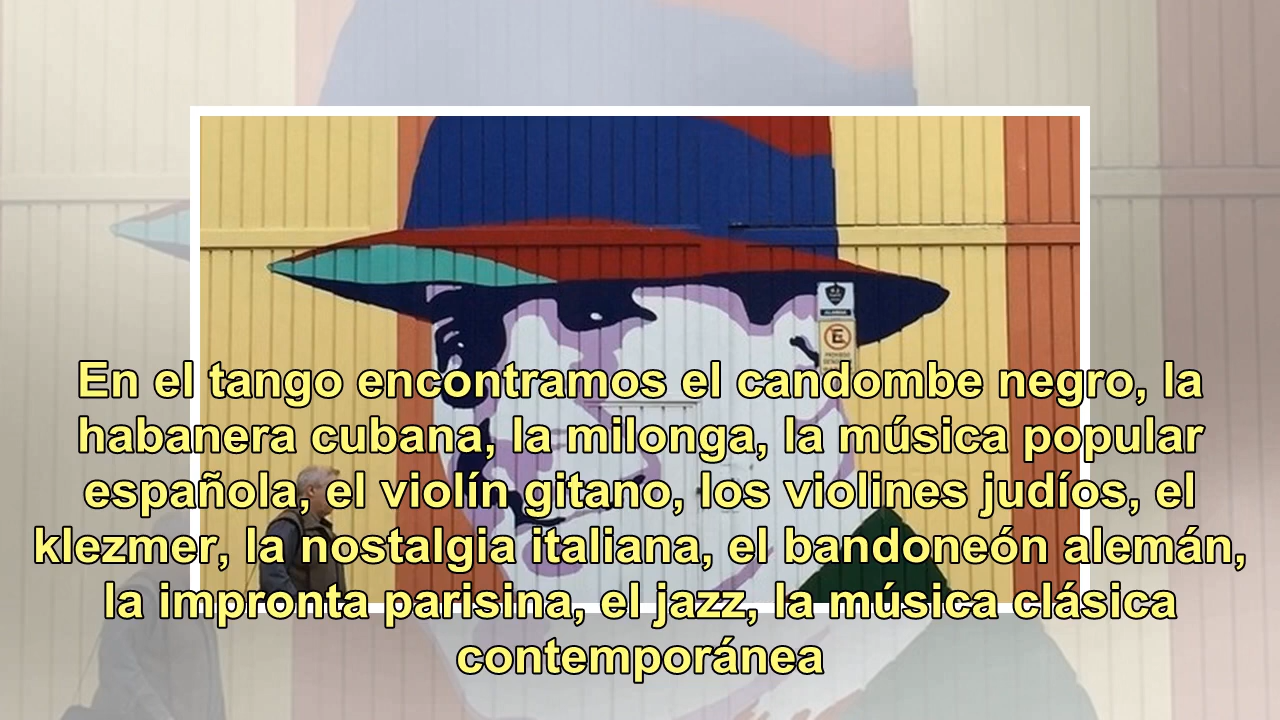 En el tango encontramos el candombe negro, la
habanera cubana, la milonga, la música popular
española, el violín gitano, los violines judíos, el
klezmer, la nostalgia italiana, el bandoneón alemán,
la impronta parisina, el jazz, la música clásica
contemporánea
E